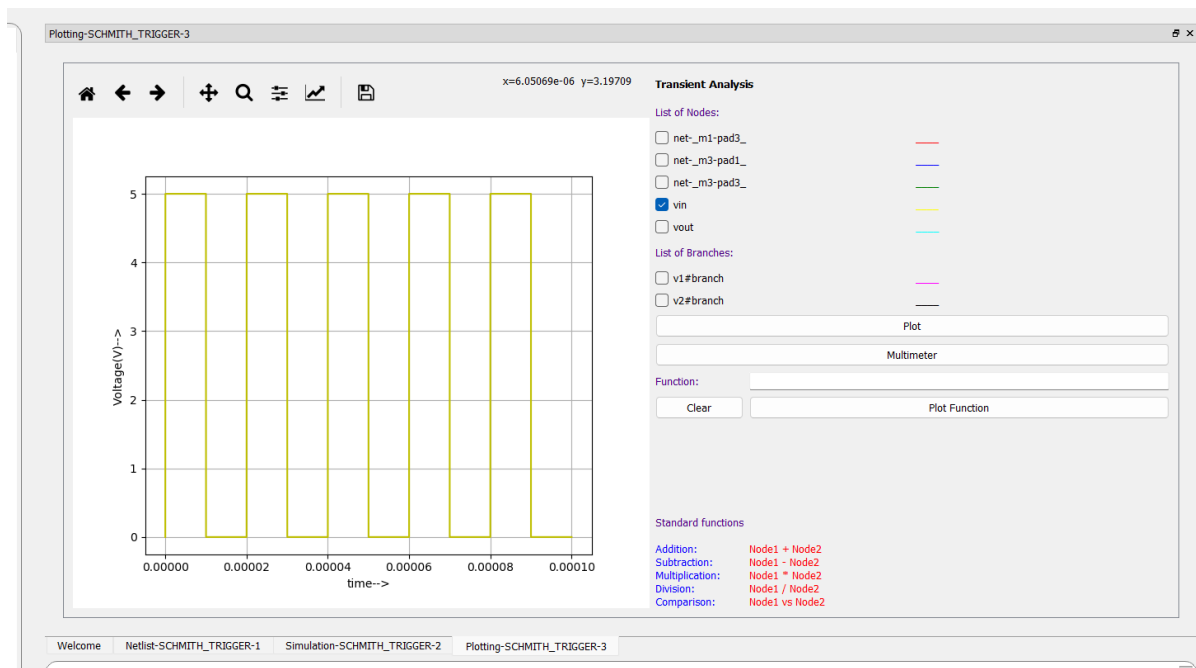 Plotting-SCHMITH_TRIGGER-3
x=6.05069e-06 y=3.19709
Transient Analysis
List of Nodes:
net-_m1-pad3_
net-_m3-pad1_
net-_m3-pad3_
vin
vout
List of Branches:
v1#branch
v2#branch
Plot
Multimeter
Function:
Clear
Plot Function
Standard functions
Addition: Node1 + Node2
Subtraction: Node1 - Node2
Multiplication: Node1 * Node2
Division: Node1 / Node2
Comparison: Node1 vs Node2
5
4
3
2
1
0
Voltage(V)-->
0.00000 0.00002 0.00004 0.00006 0.00008 0.00010
time-->
Welcome Netlist-SCHMITH_TRIGGER-1 Simulation-SCHMITH_TRIGGER-2 Plotting-SCHMITH_TRIGGER-3